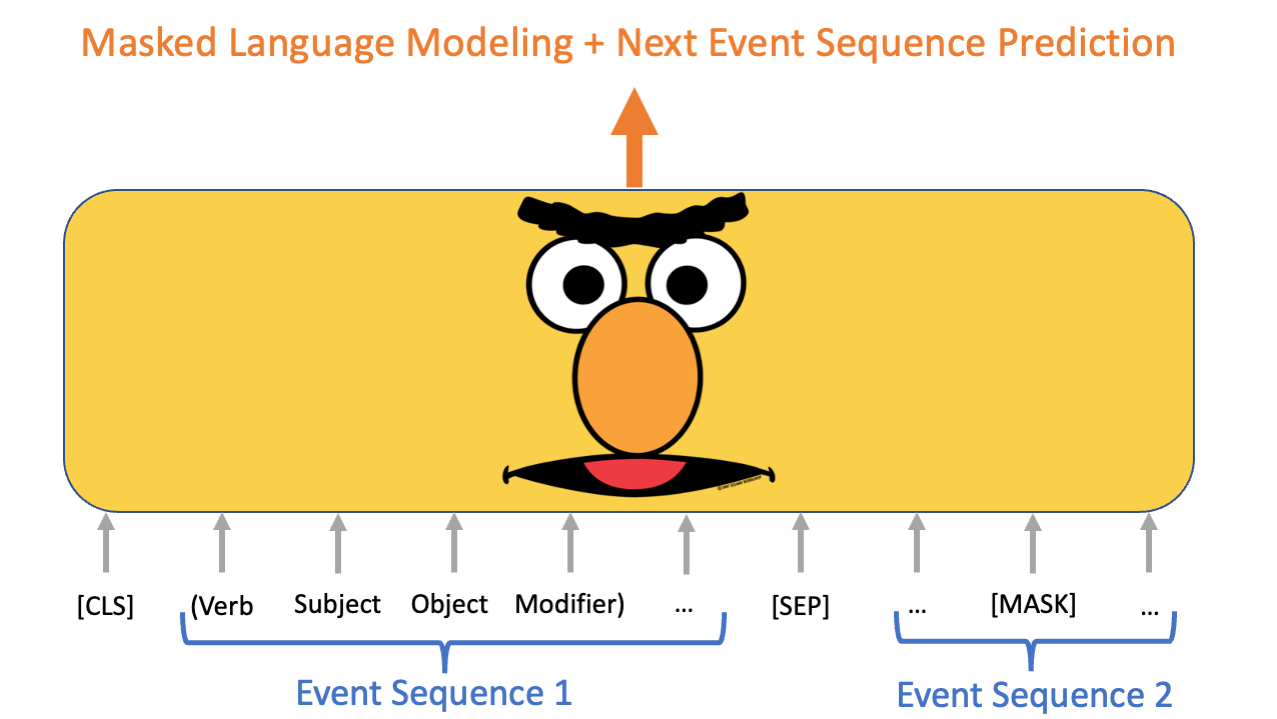 Masked Language Modeling + Next Event Sequence Prediction
[CLS] (Verb Subject Object Modifier) ... [SEP] ... [MASK] ...
Event Sequence 1 Event Sequence 2